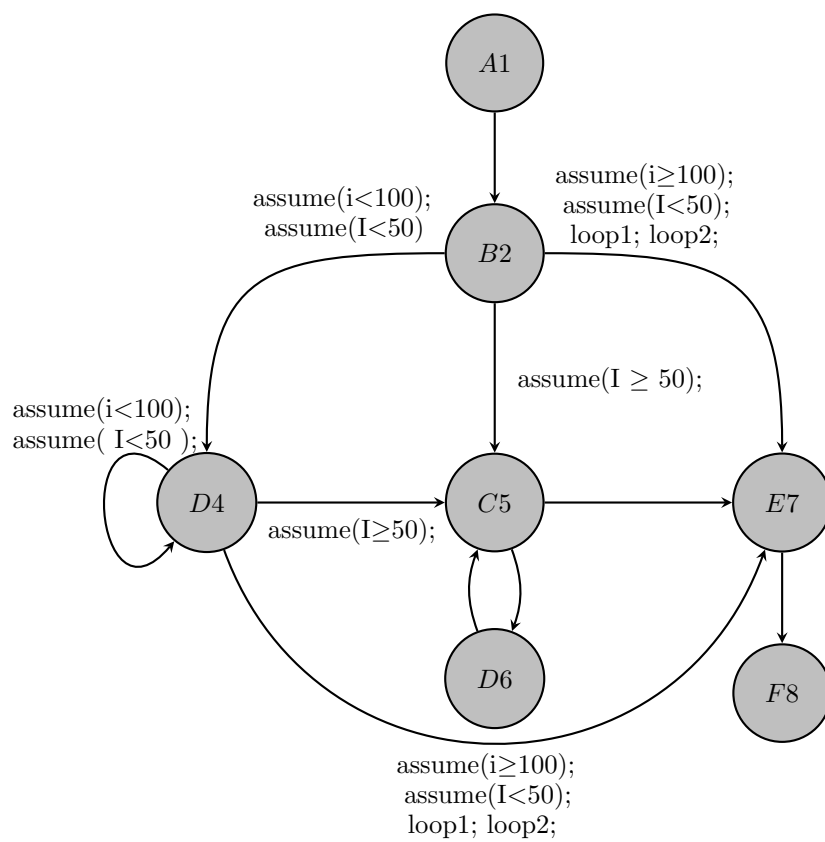 A1
assume(i<100);
assume(I<50)
assume(i≥100);
assume(I<50);
loop1; loop2;
B2
assume(I ≥ 50);
assume(i<100);
assume( I<50 );
D4
assume(I≥50);
C5
E7
D6
F8
assume(i≥100);
assume(I<50);
loop1; loop2;